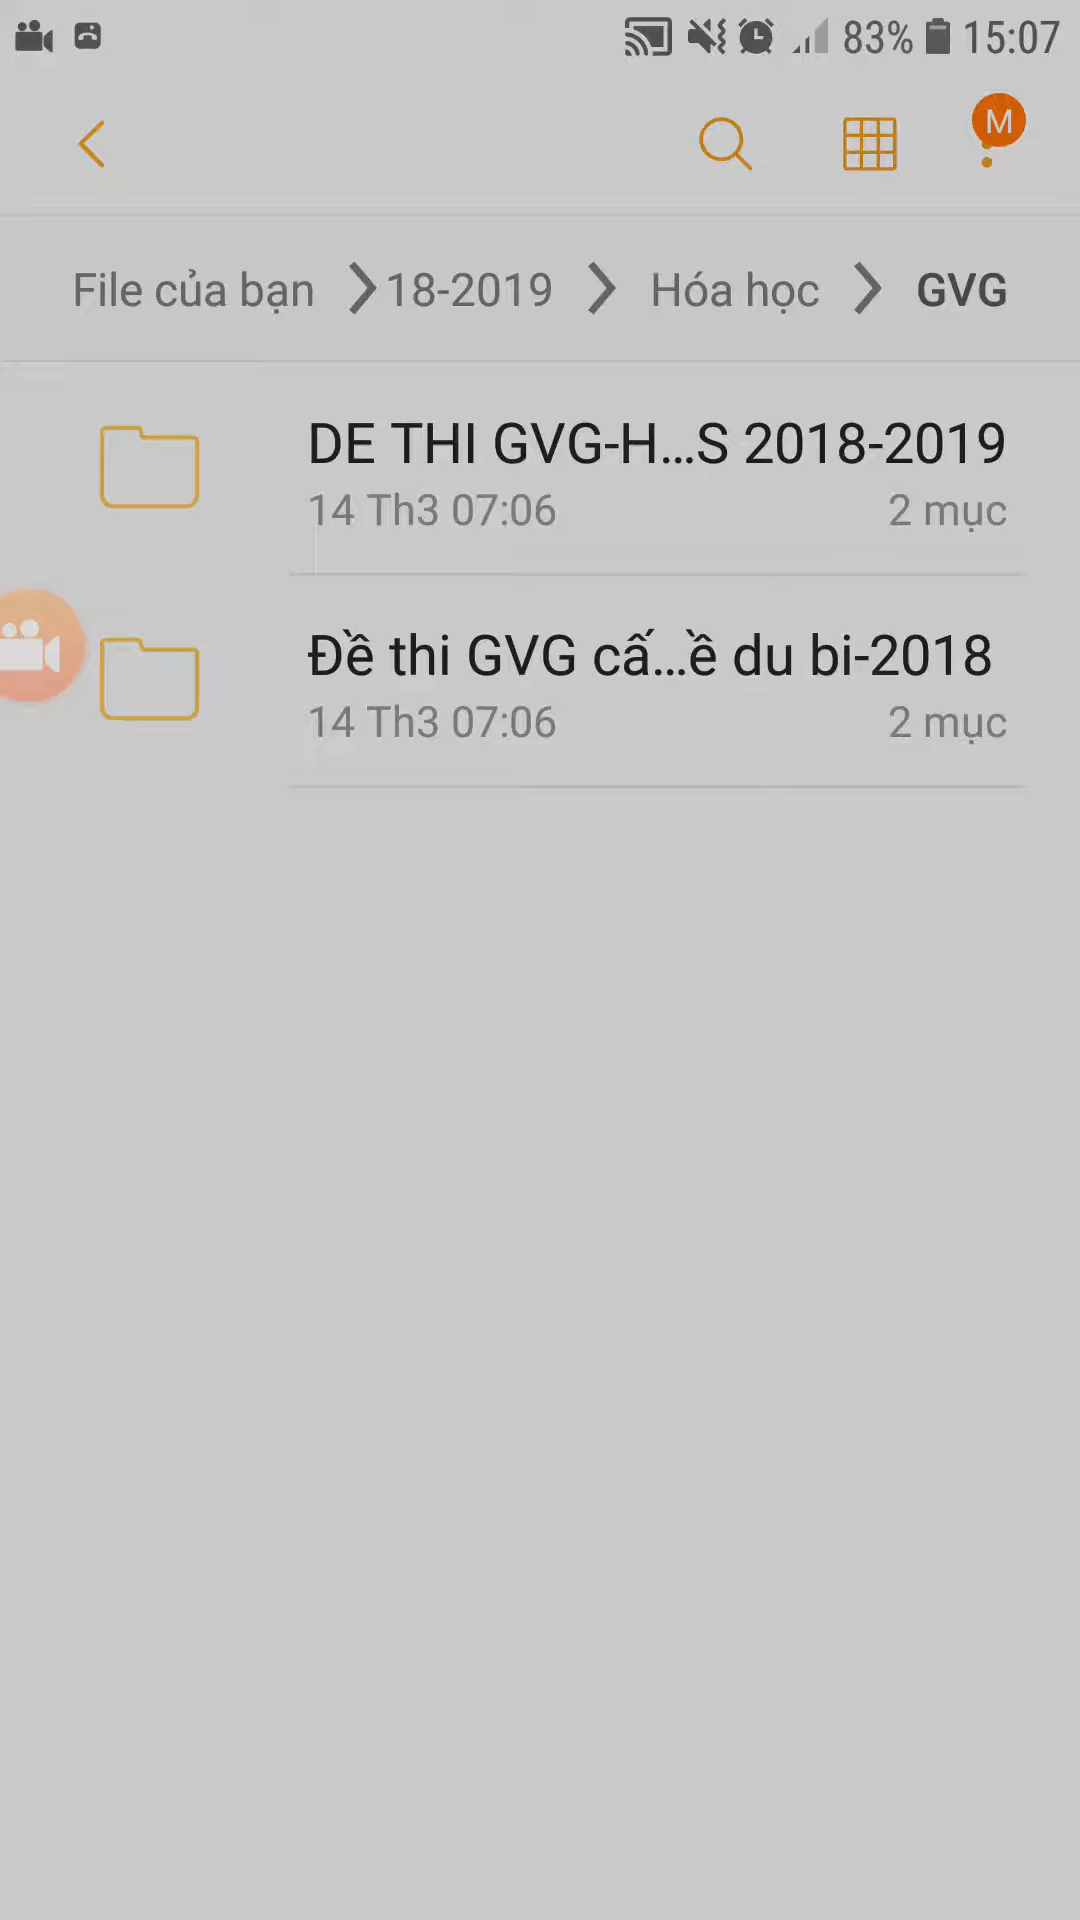 83% 15:07
M
File của bạn 18-2019 Hóa học GVG
DE THI GVG-H...S 2018-2019
14 Th3 07:06 2 mục
Đề thi GVG cấ...ề du bi-2018
14 Th3 07:06 2 mục